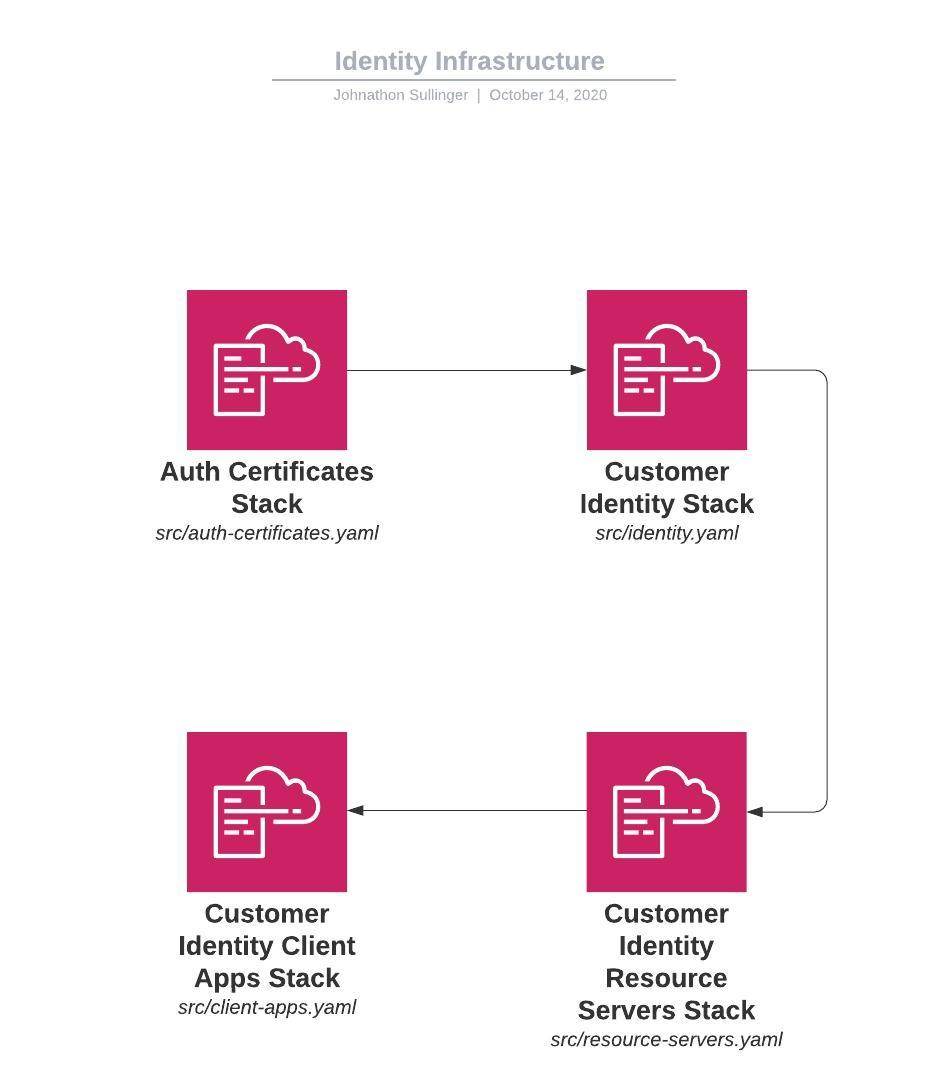 Identity Infrastructure
Johnathon Sullinger | October 14, 2020
Auth Certificates
Stack
src/auth-certificates.yaml
Customer
Identity Stack
src/identity.yaml
Customer
Identity Client
Apps Stack
src/client-apps.yaml
Customer
Identity
Resource
Servers Stack
src/resource-servers.yaml